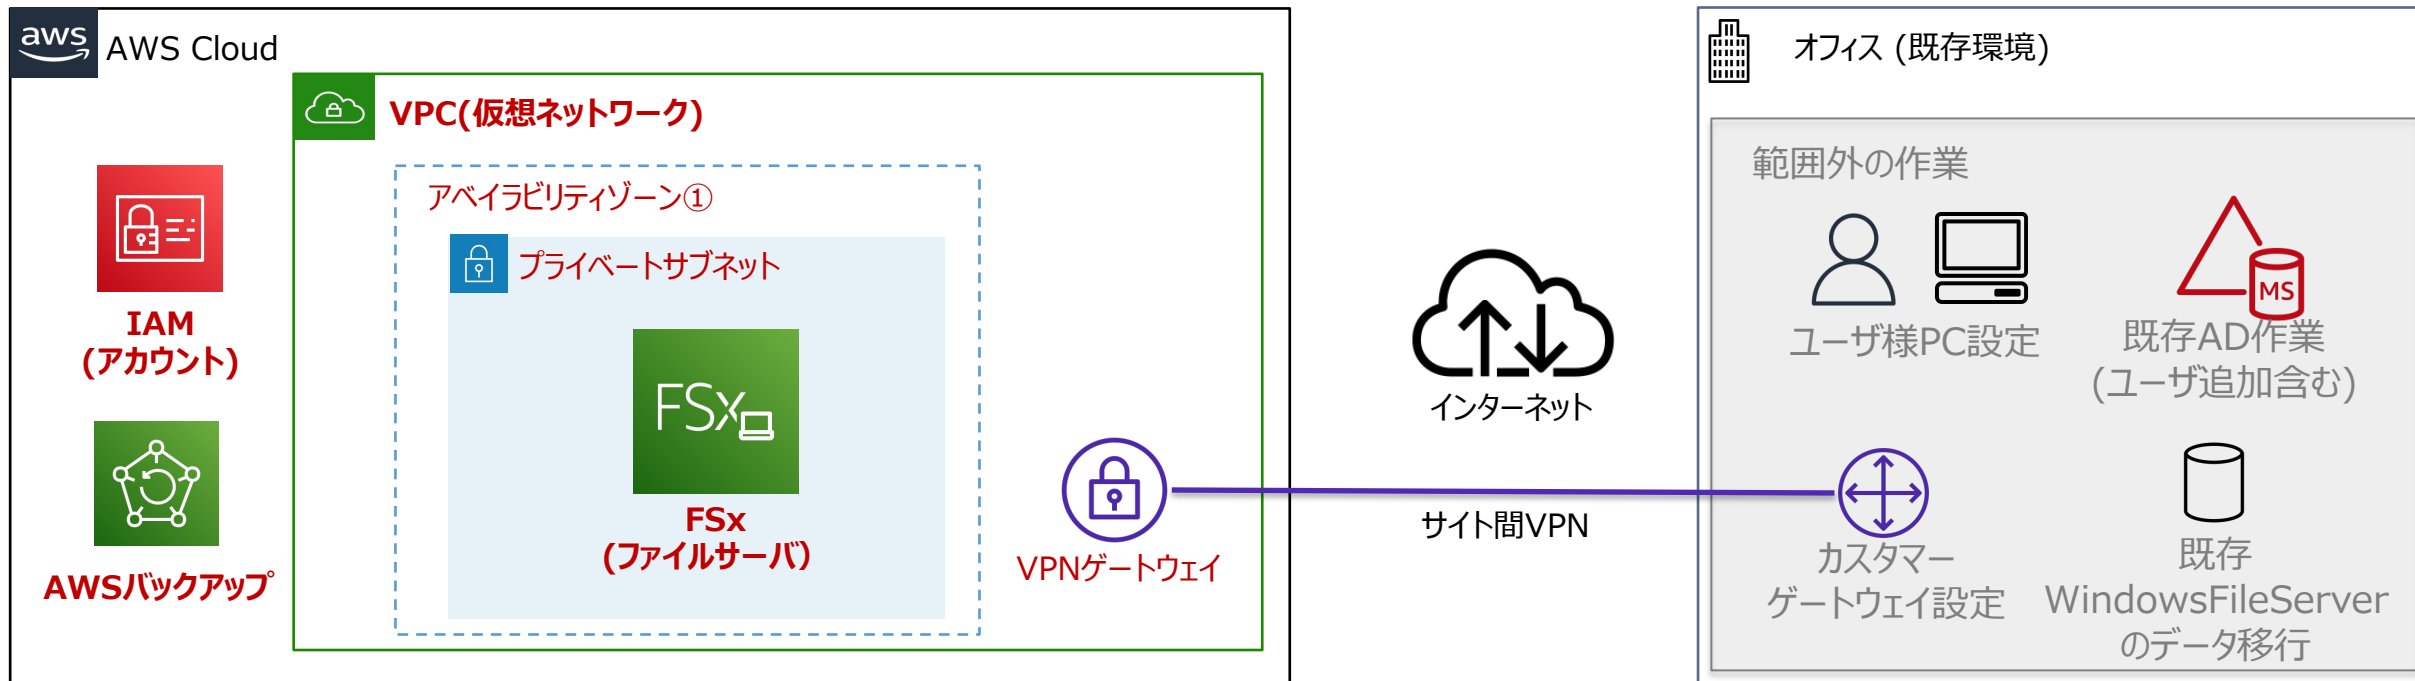 aws
AWS Cloud
VPC(仮想ネットワーク)
アベイラビリティゾーン①
プライベートサブネット
IAM
(アカウント)
FSx
FSx
(ファイルサーバ)
AWSバックアップ
VPNゲートウェイ
インターネット
サイト間VPN
オフィス (既存環境)
範囲外の作業
ユーザ様PC設定
MS
既存AD作業
(ユーザ追加含む)
カスタマー
ゲートウェイ設定
既存
WindowsFileServer
のデータ移行